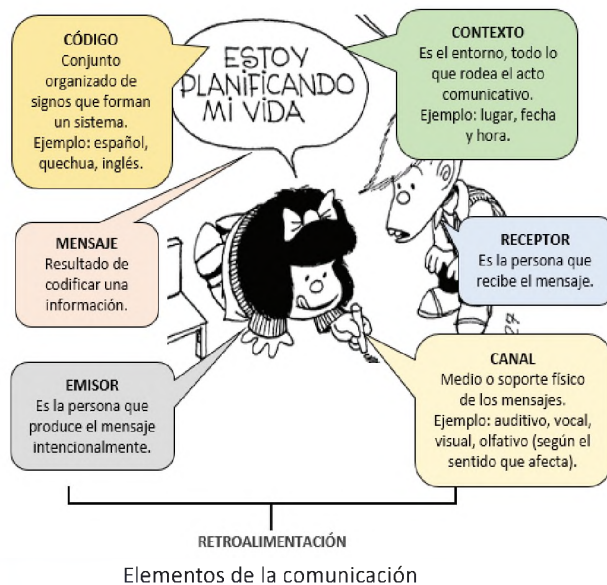 CÓDIGO
Conjunto
organizado de
signos que forman
un sistema.
Ejemplo: español,
quechua, inglés.
ESTOY
PLANIFICANDO
MI VIDA
CONTEXTO
Es el entorno, todo lo
que rodea el acto
comunicativo.
Ejemplo: lugar, fecha
y hora.
MENSAJE
Resultado de
codificar una
información.
RECEPTOR
Es la persona que
recibe el mensaje.
EMISOR
Es la persona que
produce el mensaje
intencionalmente.
CANAL
Medio o soporte físico
de los mensajes.
Ejemplo: auditivo, vocal,
visual, olfativo (según el
sentido que afecta).
RETROALIMENTACIÓN
Elementos de la comunicación